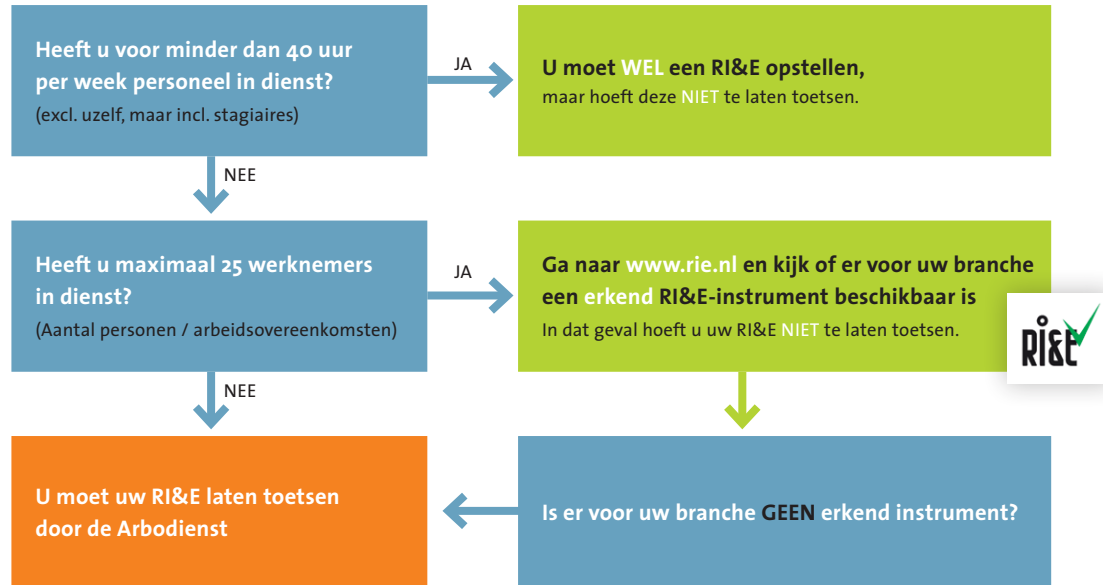 Heeft u voor minder dan 40 uur
per week personeel in dienst?
(excl. uzelf, maar incl. stagiaires)
JA
U moet WEL een RI&E opstellen,
maar hoeft deze NIET te laten toetsen.
NEE
Heeft u maximaal 25 werknemers
in dienst?
(Aantal personen / arbeidsovereenkomsten)
JA
Ga naar www.rie.nl en kijk of er voor uw branche
een erkend RI&E-instrument beschikbaar is
In dat geval hoeft u uw RI&E NIET te laten toetsen.
RI&E
NEE
U moet uw RI&E laten toetsen
door de Arbodienst
Is er voor uw branche GEEN erkend instrument?